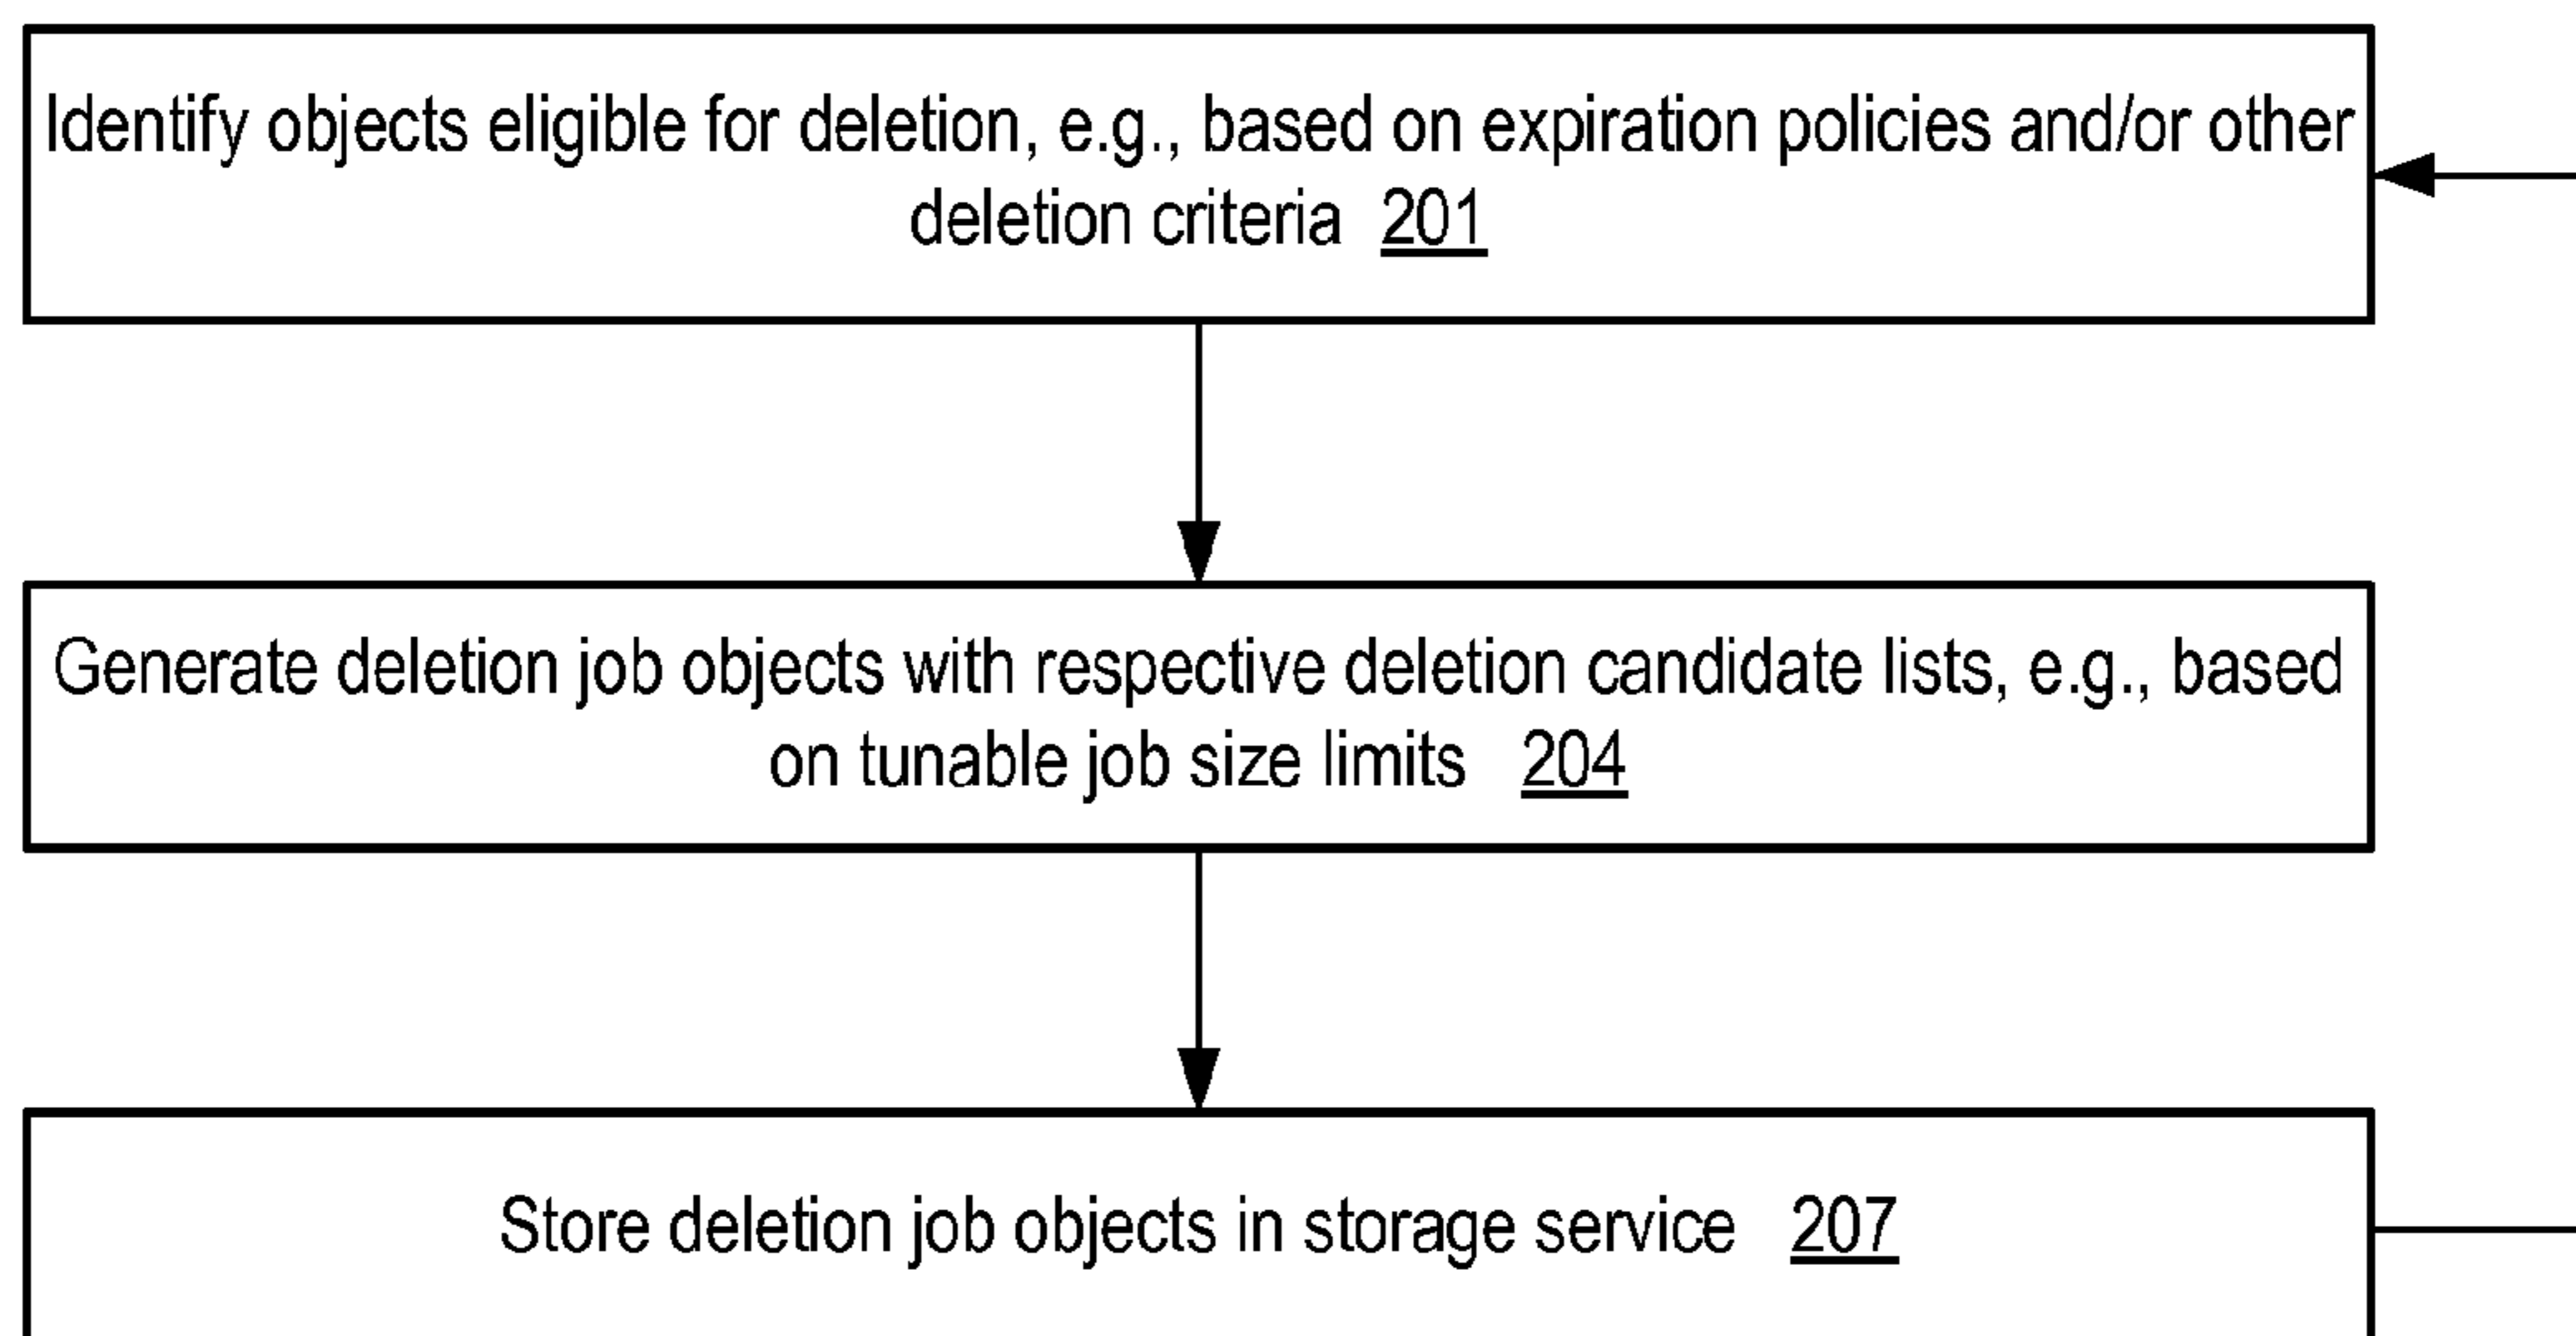 Identify objects eligible for deletion, e.g., based on expiration policies and/or other
deletion criteria 201
Generate deletion job objects with respective deletion candidate lists, e.g., based
on tunable job size limits 204
Store deletion job objects in storage service 207